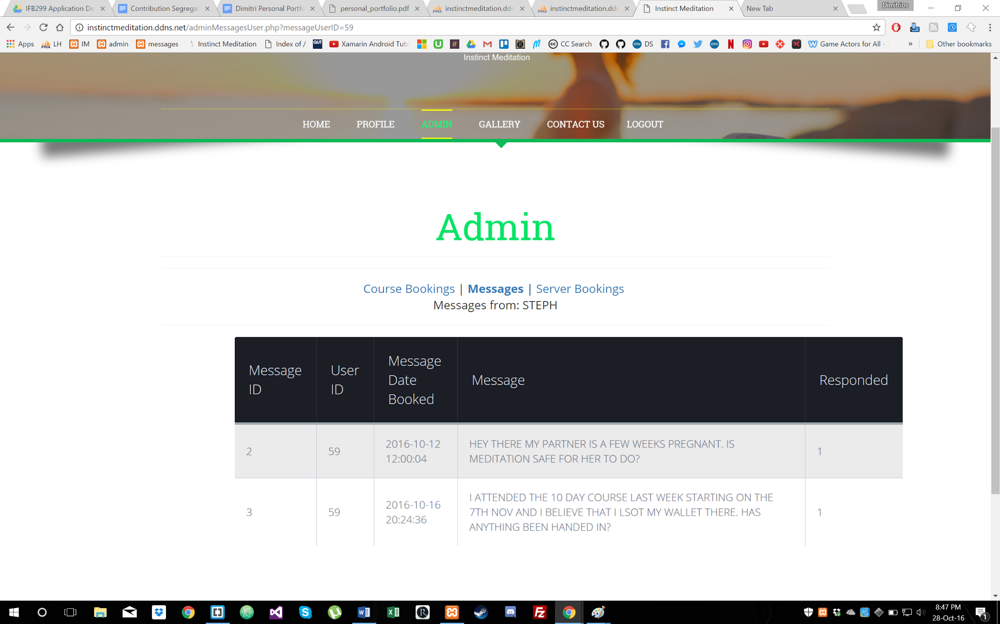 IFB299 Application De
Contribution Segregat
Dimitri Personal Portfo
personal_portfolio.pdf
instinctmeditation.ddn
instinctmeditation.ddn
Instinct Meditation
New Tab
Dimitrios
instinctmeditation.ddns.net/adminMessagesUser.php?messageUserID=59
Apps
PMA LH
IM
admin
messages
Instinct Meditation
Index of /
QUT
Xamarin Android Tuto
CC Search
DS
Game Actors for All -
»
Other bookmarks
Instinct Meditation
HOME PROFILE ADMIN GALLERY CONTACT US LOGOUT
Admin
Course Bookings | Messages | Server Bookings
Messages from: STEPH
Message
ID
User
ID
Message
Date
Booked
Message
Responded
2
59
2016-10-12
12:00:04
HEY THERE MY PARTNER IS A FEW WEEKS PREGNANT. IS
MEDITATION SAFE FOR HER TO DO?
1
3
59
2016-10-16
20:24:36
I ATTENDED THE 10 DAY COURSE LAST WEEK STARTING ON THE
7TH NOV AND I BELIEVE THAT I LSOT MY WALLET THERE. HAS
ANYTHING BEEN HANDED IN?
1
8:47 PM
28-Oct-16
1